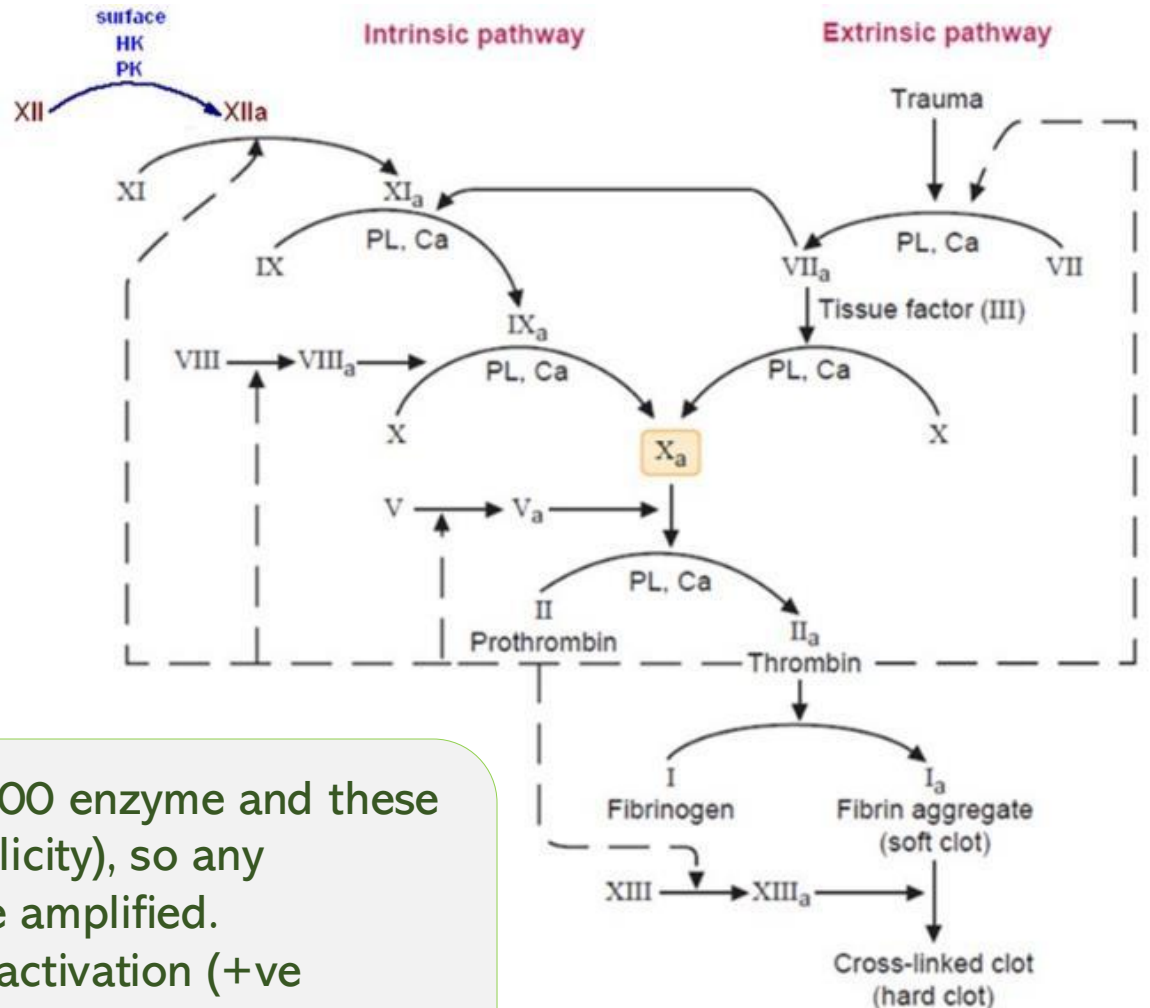 surface
HK
PK
Intrinsic pathway
Extrinsic pathway
XII
XIIa
Trauma
XI
XIa
PL, Ca
PL, Ca
IX
VIIa
VII
Tissue factor (III)
IXa
VIII
VIIIa
PL, Ca
PL, Ca
X
Xa
X
V
Va
PL, Ca
II
Prothrombin
IIa
Thrombin
I
Fibrinogen
Ia
Fibrin aggregate
(soft clot)
XIII
XIIIa
Cross-linked clot
(hard clot)
00 enzyme and these
licity), so any
e amplified.
activation (+ve